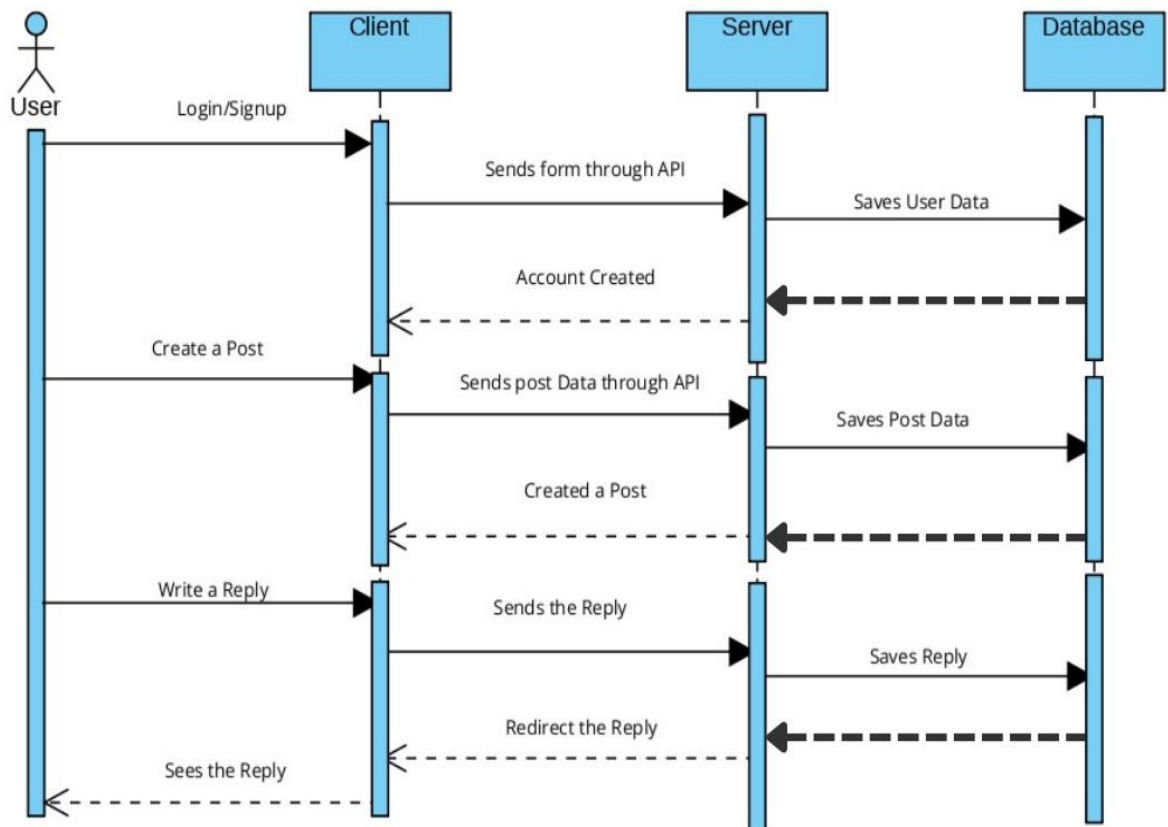 Client
Server
Database
User
Login/Signup
Sends form through API
Saves User Data
Account Created
Create a Post
Sends post Data through API
Saves Post Data
Created a Post
Write a Reply
Sends the Reply
Saves Reply
Redirect the Reply
Sees the Reply